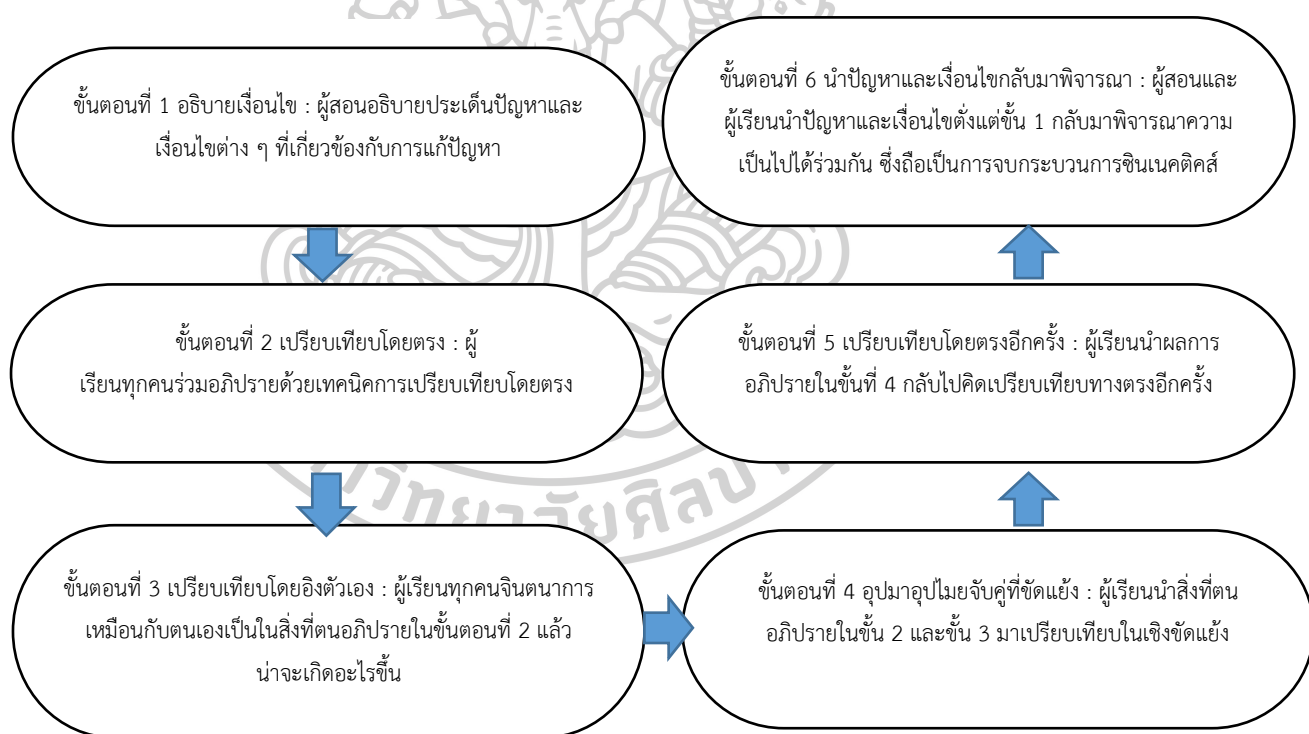 ขั้นตอนที่ 1 อธิบายเงื่อนไข : ผู้สอนอธิบายประเด็นปัญหาและ
เงื่อนไขต่าง ๆ ที่เกี่ยวข้องกับการแก้ปัญหา
ขั้นตอนที่ 2 เปรียบเทียบโดยตรง : ผู้
เรียนทุกคนร่วมอภิปรายด้วยเทคนิคการเปรียบเทียบโดยตรง
ขั้นตอนที่ 3 เปรียบเทียบโดยอิงตัวเอง : ผู้เรียนทุกคนจินตนาการ
เหมือนกับตนเองเป็นในสิ่งที่ตนอภิปรายในขั้นตอนที่ 2 แล้ว
น่าจะเกิดอะไรขึ้น
ขั้นตอนที่ 4 อุปมาอุปไมยจับคู่ที่ขัดแย้ง : ผู้เรียนนำสิ่งที่ตน
อภิปรายในขั้น 2 และขั้น 3 มาเปรียบเทียบในเชิงขัดแย้ง
ขั้นตอนที่ 5 เปรียบเทียบโดยตรงอีกครั้ง : ผู้เรียนนำผลการ
อภิปรายในขั้นที่ 4 กลับไปคิดเปรียบเทียบทางตรงอีกครั้ง
ขั้นตอนที่ 6 นำปัญหาและเงื่อนไขกลับมาพิจารณา : ผู้สอนและ
ผู้เรียนนำปัญหาและเงื่อนไขตั้งแต่ขั้น 1 กลับมาพิจารณาความ
เป็นไปได้ร่วมกัน ซึ่งถือเป็นการจบกระบวนการซินเนคติคส์